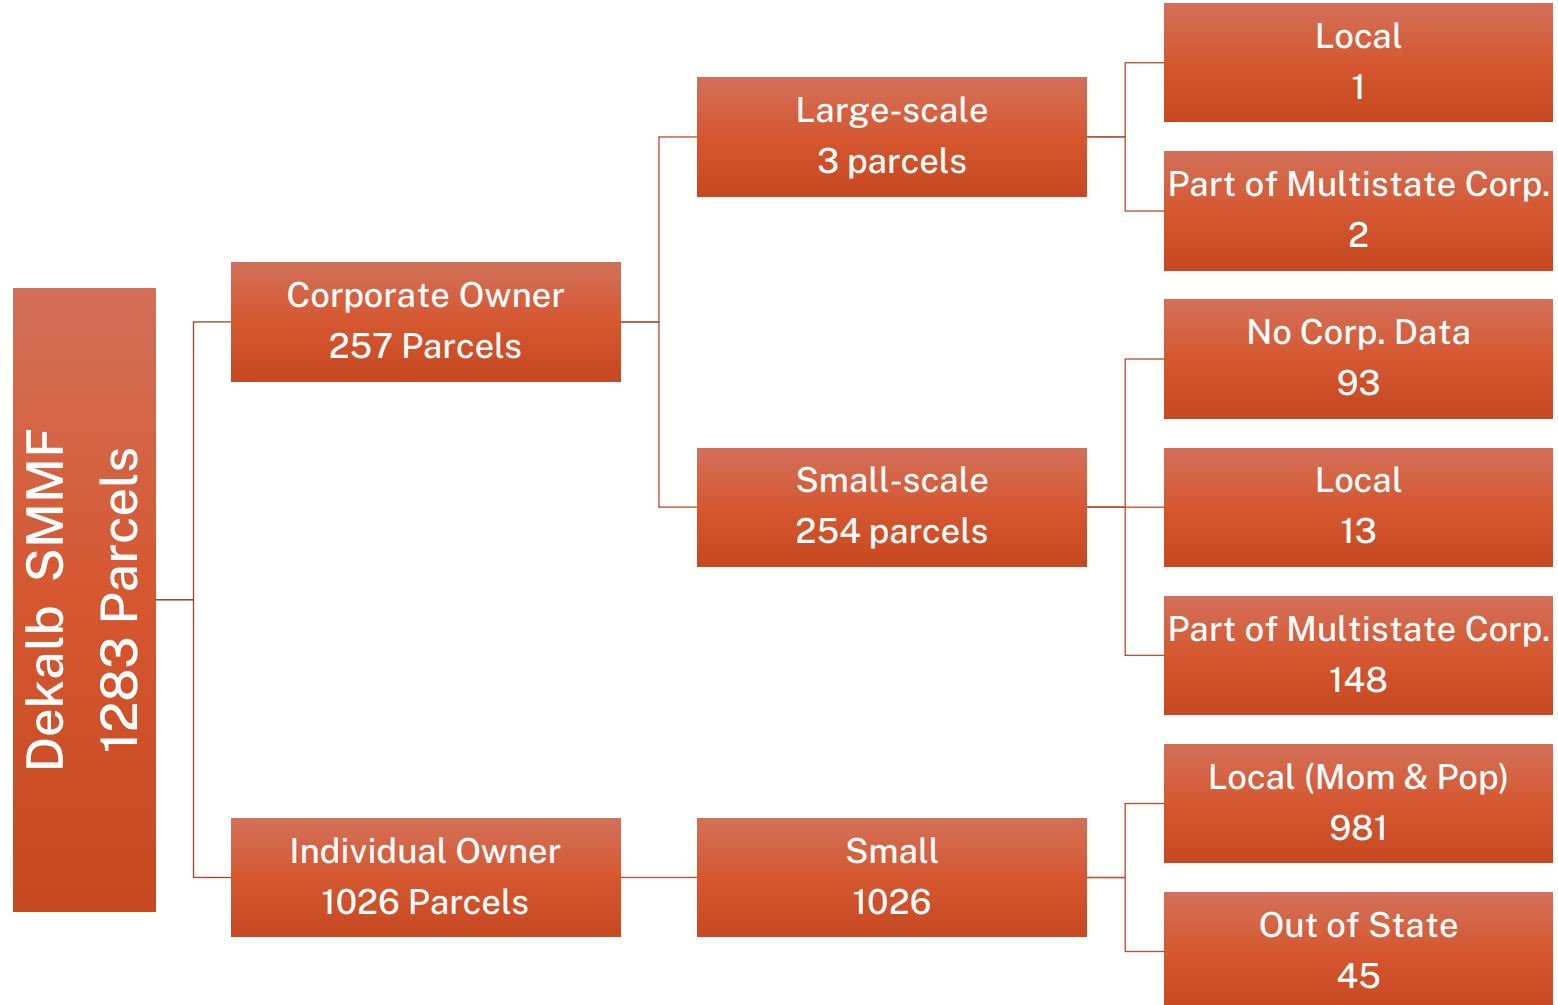 Dekalb SMMF
1283 Parcels
Corporate Owner
257 Parcels
Large-scale
3 parcels
Local
1
Part of Multistate Corp.
2
Small-scale
254 parcels
No Corp. Data
93
Local
13
Part of Multistate Corp.
148
Individual Owner
1026 Parcels
Small
1026
Local (Mom & Pop)
981
Out of State
45